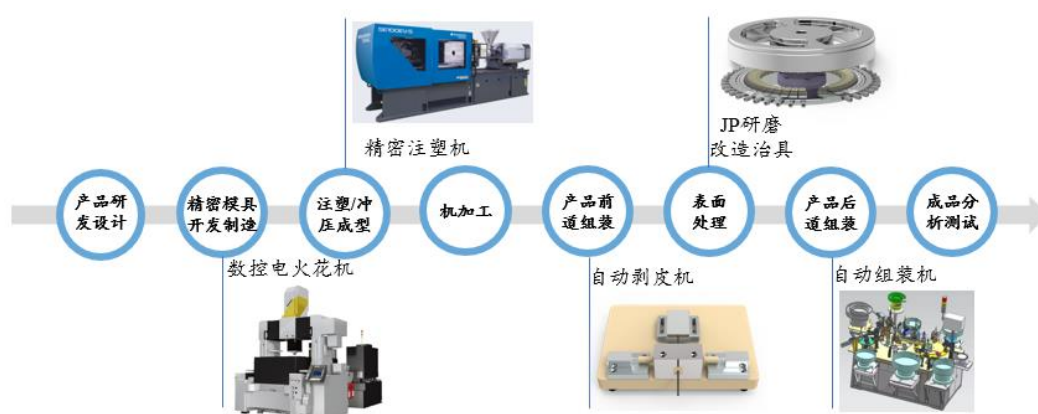 精密注塑机
JP研磨
改造治具
产品研
发设计
精密模具
开发制造
注塑/冲
压成型
机加工
产品前
道组装
表面
处理
产品后
道组装
成品分
析测试
数控电火花机
自动剥皮机
自动组装机